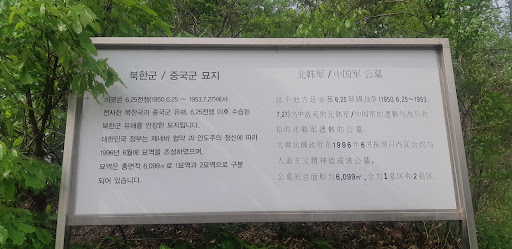 북한군 / 중국군 묘지
이곳은 6.25전쟁(1950.6.25 ~ 1953.7.27)에서
전사한 북한군과 중국군 유해, 6.25전쟁 이후 수습한
북한군 유해를 안장한 묘지입니다.
대한민국 정부는 제네바 협약 과 인도주의 정신에 따라
1996년 6월에 묘역을 조성하였으며,
묘역은 총면적 6,099㎡로 1묘역과 2묘역으로 구분
되어 있습니다.
北韩军 / 中国军 公墓
这个地方是安葬6.25韓國战争(1950.6.25~1953.
7.27)当中战死的北韩军/中国军的遗骸与战后收
拾的北韩军遗骸的公墓.
大韩民国政府在1996年6月按照日内瓦公约与
人道主义精神造成该公墓.
公墓的总面积为6,099㎡,分为1墓区和2墓区.